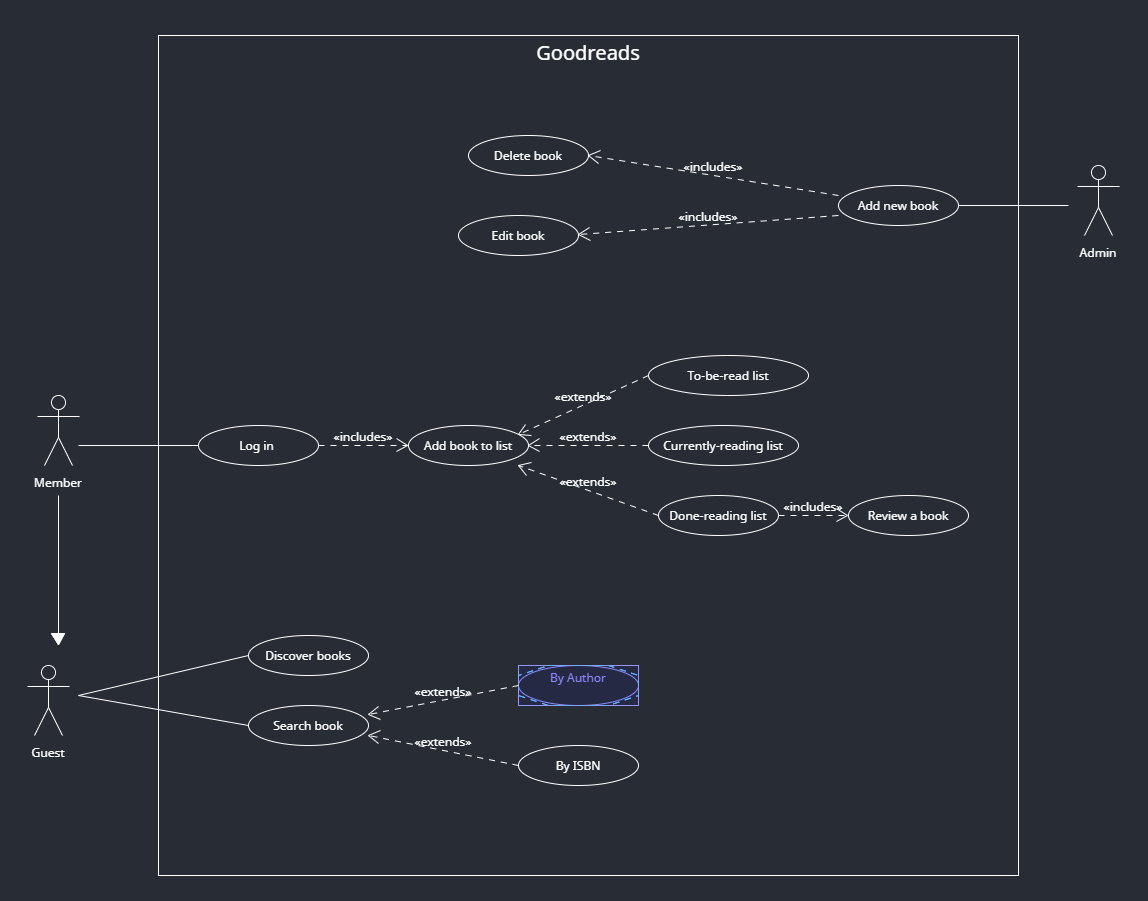 Goodreads
Delete book
«includes»
Add new book
«includes»
Edit book
Admin
To-be-read list
«extends»
Member
Log in
«includes»
Add book to list
«extends»
Currently-reading list
«extends»
Done-reading list
«includes»
Review a book
Discover books
By Author
«extends»
Guest
Search book
«extends»
By ISBN